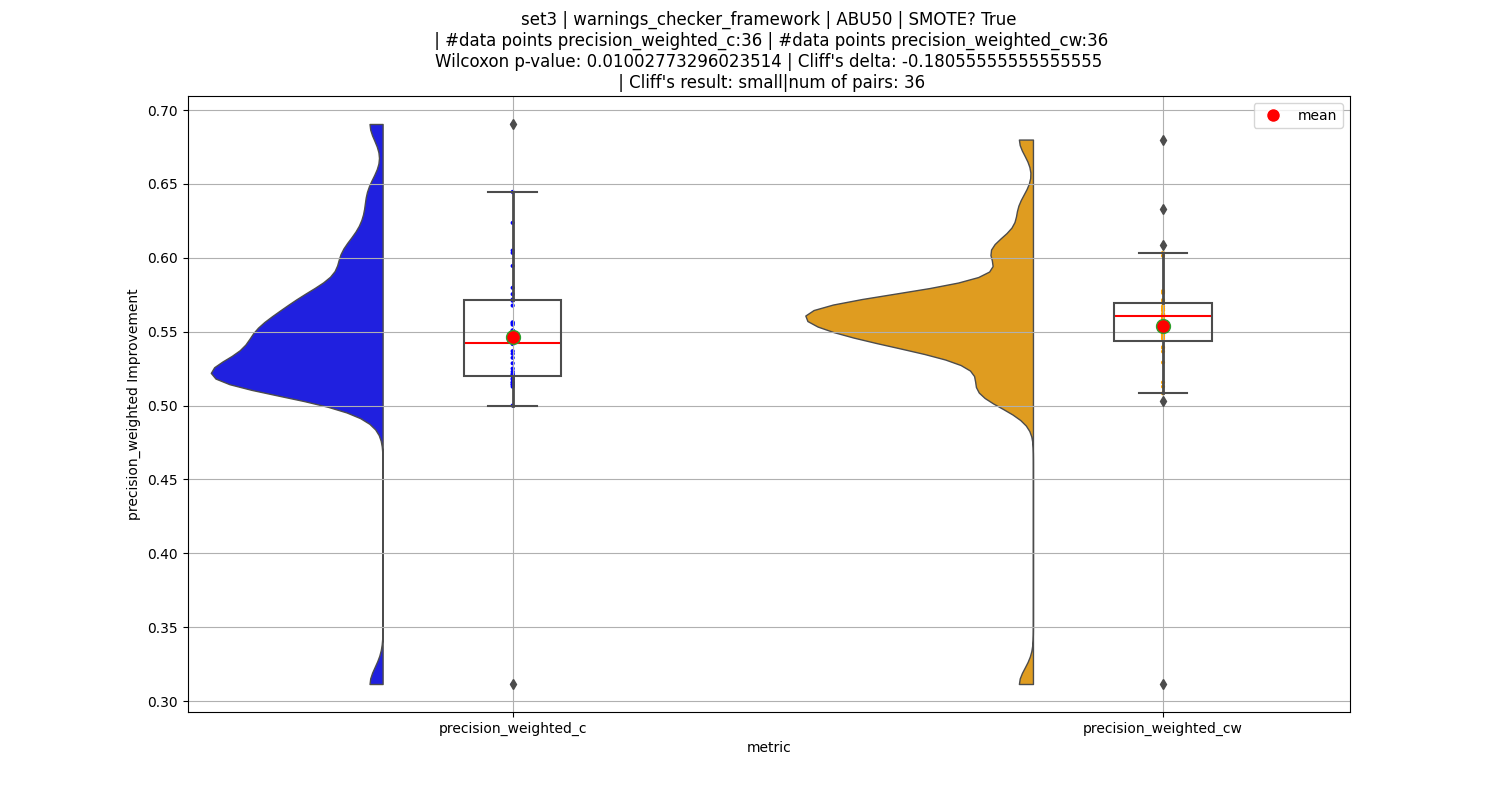 set3 | warnings_checker_framework | ABU50 | SMOTE? True
| #data points precision_weighted_c:36 | #data points precision_weighted_cw:36
Wilcoxon p-value: 0.01002773296023514 | Cliff's delta: -0.18055555555555555
| Cliff's result: small|num of pairs: 36
mean
0.70
0.65
0.60
0.55
0.50
0.45
0.40
0.35
0.30
precision_weighted Improvement
precision_weighted_c
precision_weighted_cw
metric